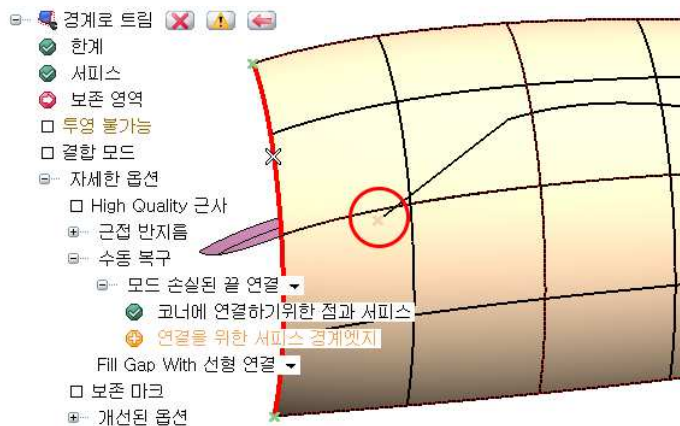 경계로 트림
한계
서피스
보존 영역
투영 불가능
결합 모드
자세한 옵션
High Quality 근사
근접 반지름
수동 복구
모드 손실된 끝 연결
코너에 연결하기위한 점과 서피스
연결을 위한 서피스 경계엣지
Fill Gap With 선형 연결
보존 마크
개선된 옵션